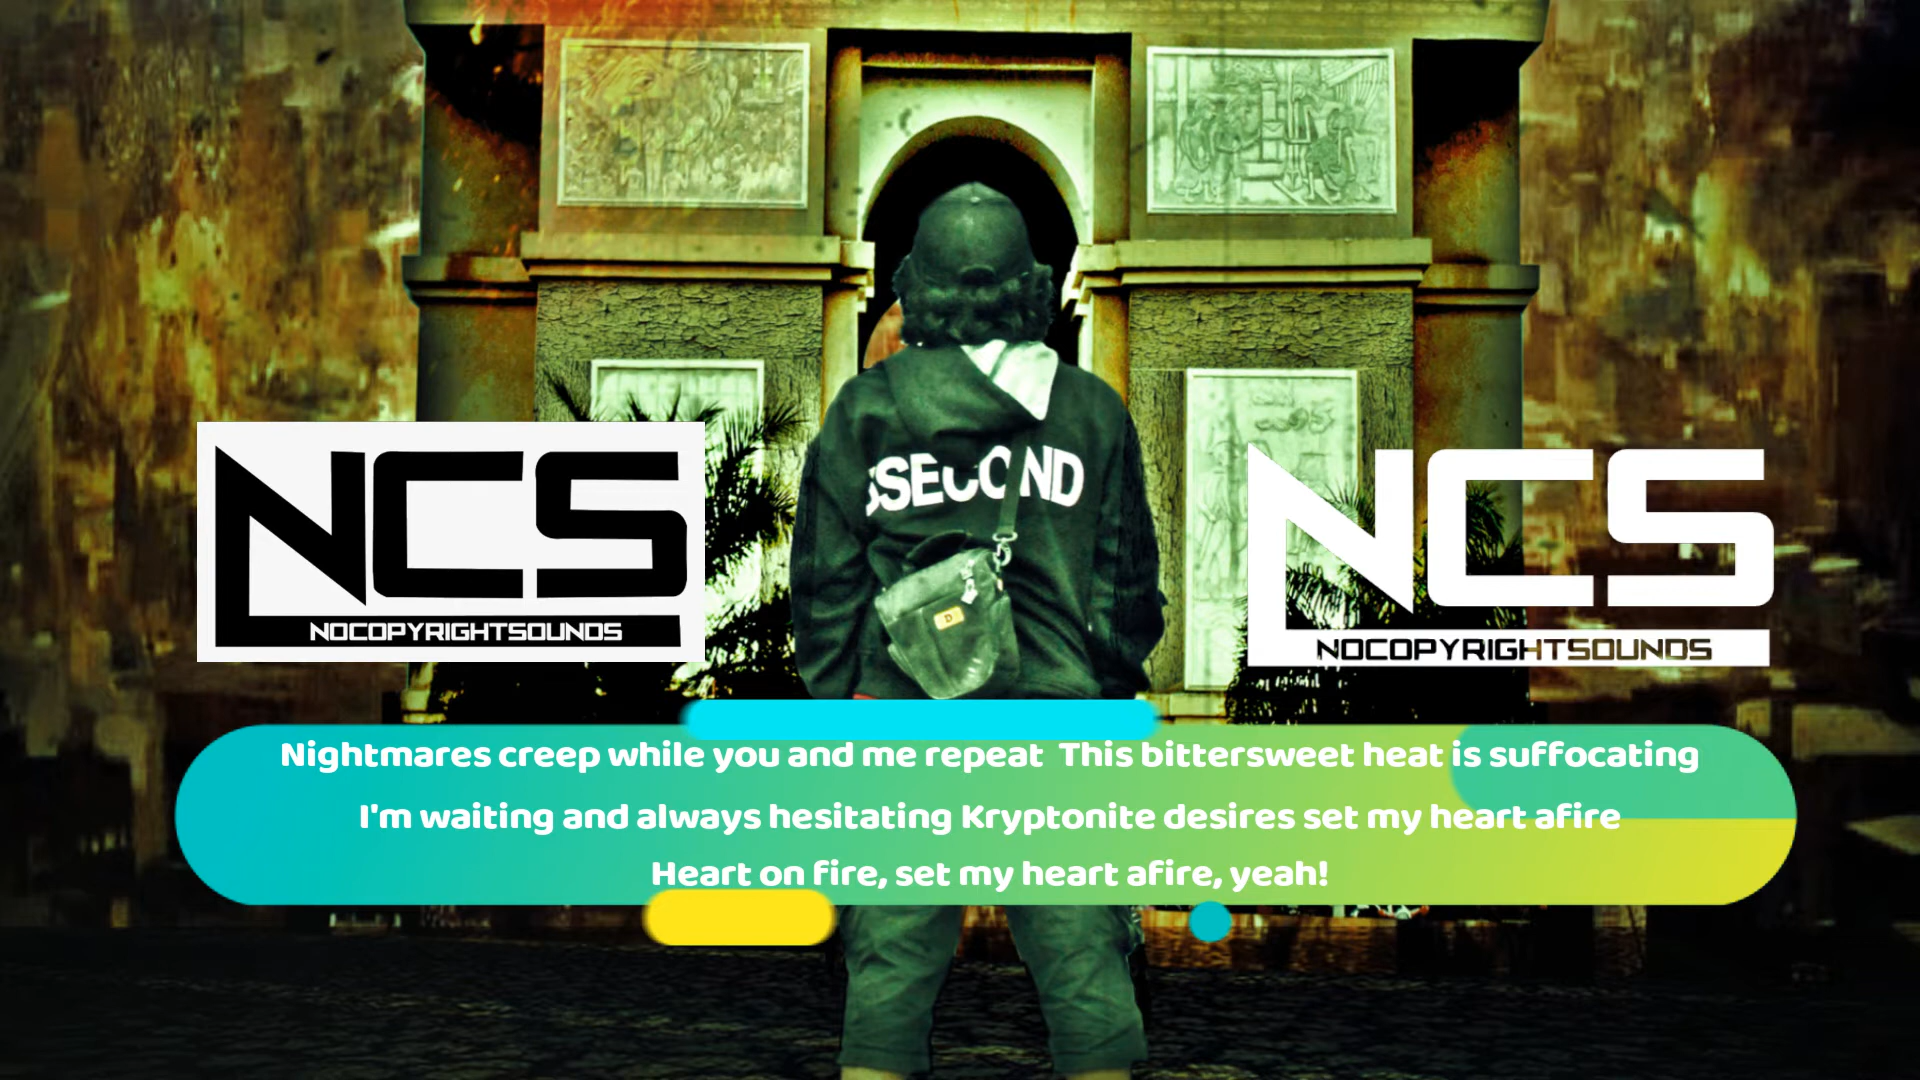 SSECOND
NCS
NOCOPYRIGHTSOUNDS
NCS
NOCOPYRIGHTSOUNDS
D
Nightmares creep while you and me repeat  This bittersweet heat is suffocating
I'm waiting and always hesitating Kryptonite desires set my heart afire
Heart on fire, set my heart afire, yeah!